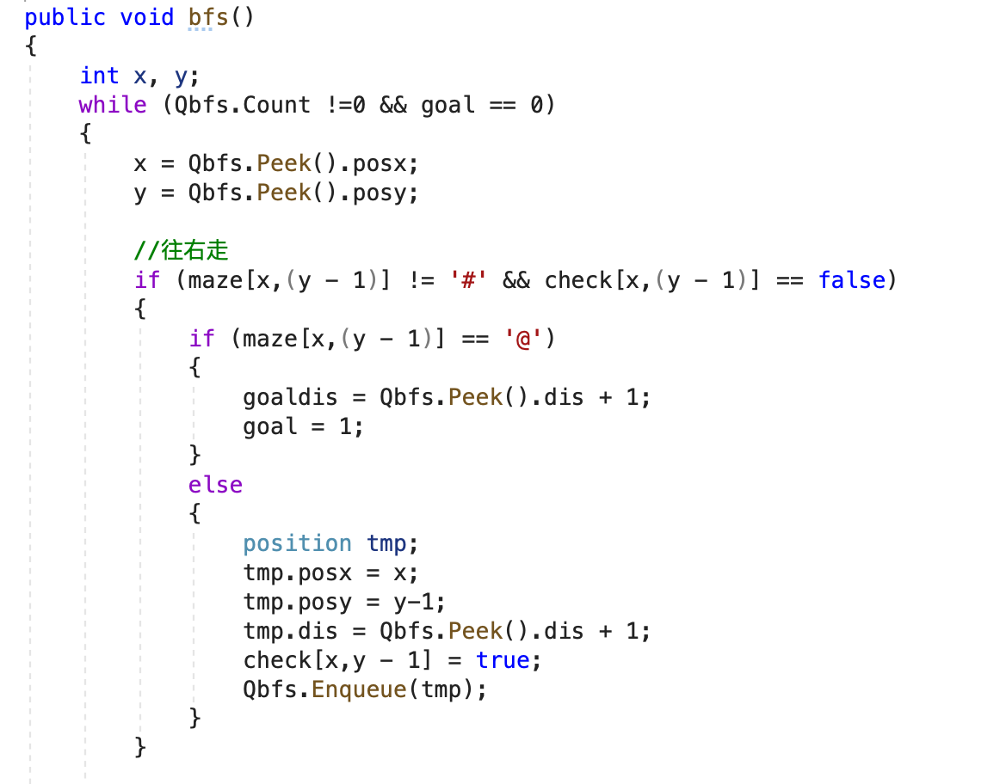 public void bfs()
{
int x, y;
while (Qbfs.Count !=0 && goal == 0)
{
x = Qbfs.Peek().posx;
y = Qbfs.Peek().posy;
//往右走
if (maze[x,(y - 1)] != '#' && check[x,(y - 1)] == false)
{
if (maze[x,(y - 1)] == '@')
{
goaldis = Qbfs.Peek().dis + 1;
goal = 1;
}
else
{
position tmp;
tmp.posx = x;
tmp.posy = y-1;
tmp.dis = Qbfs.Peek().dis + 1;
check[x,y - 1] = true;
Qbfs.Enqueue(tmp);
}
}